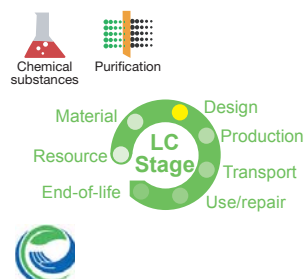 Chemical
substances
Purification
Material
Design
Resource
Production
LC
Stage
Transport
End-of-life
Use/repair